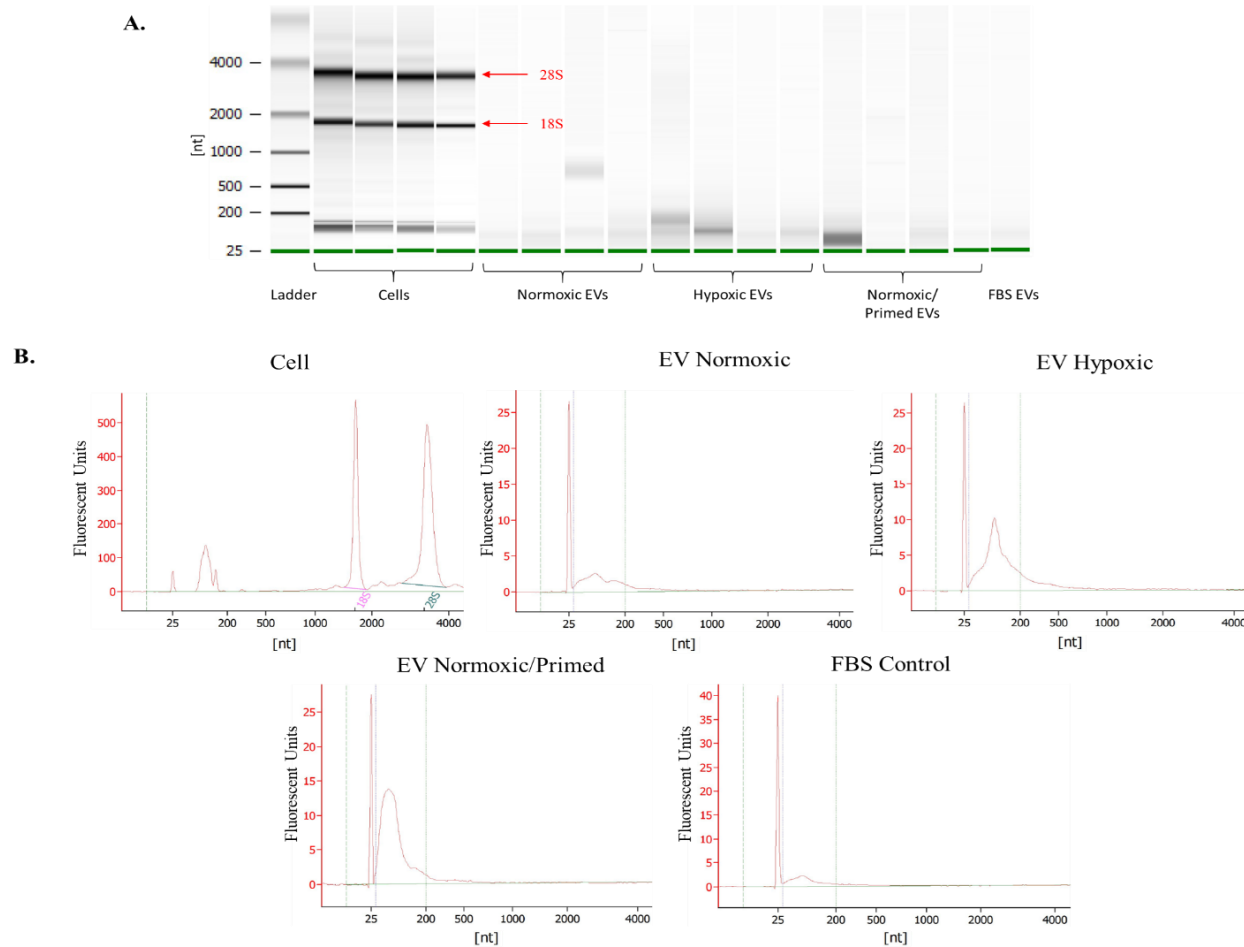 A.
4000
2000
1000
500
200
25
[nt]
28S
18S
Ladder
Cells
Normoxic EVs
Hypoxic EVs
Normoxic/
Primed EVs
FBS EVs
B.
Cell
Fluorescent Units
500
400
300
200
100
0
18S
28S
25 200 500 1000 2000 4000
[nt]
EV Normoxic
Fluorescent Units
25
20
15
10
5
0
25 200 500 1000 2000 4000
[nt]
EV Hypoxic
Fluorescent Units
25
20
15
10
5
0
25 200 500 1000 2000 4000
[nt]
EV Normoxic/Primed
Fluorescent Units
25
20
15
10
5
0
25 200 500 1000 2000 4000
[nt]
FBS Control
Fluorescent Units
40
35
30
25
20
15
10
5
0
25 200 500 1000 2000 4000
[nt]